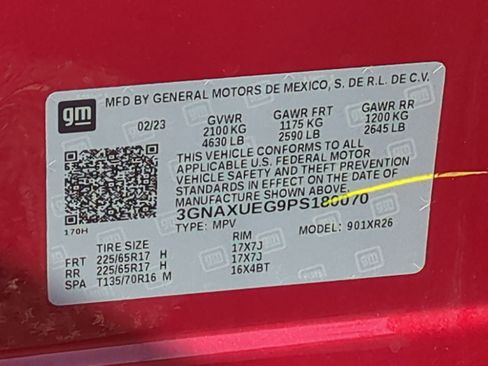 gm
MFD BY GENERAL MOTORS DE MEXICO, S. DE R.L. DE C.V.
02/23
GVWR GAWR FRT GAWR RR
2100 KG 1175 KG 1200 KG
4630 LB 2590 LB 2645 LB
THIS VEHICLE CONFORMS TO ALL
APPLICABLE U.S. FEDERAL MOTOR
VEHICLE SAFETY AND THEFT PREVENTION
STANDARDS IN EFFECT ON THE DATE OF
MANUFACTURE SHOWN ABOVE.
170H
3GNAXUEG9PS180070
TYPE: MPV MODEL: 901XR26
TIRE SIZE RIM
FRT 225/65R17 H 17X7J
RR 225/65R17 H 17X7J
SPA T135/70R16 M 16X4BT